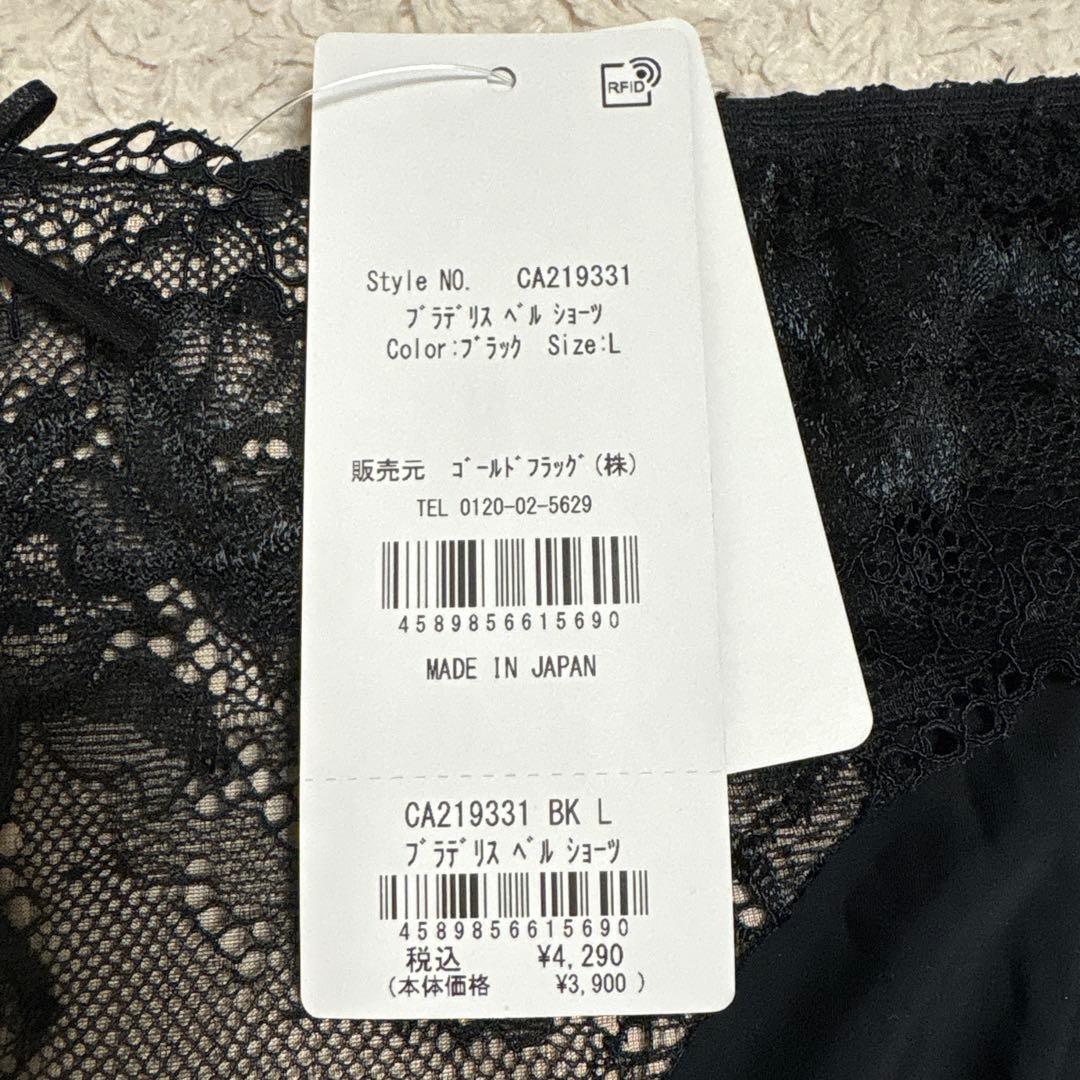 RFID
Style NO. CA219331
ﾌﾞﾗﾃﾞﾘｽ ﾍﾞﾙ ｼｮｰﾂ
Color:ﾌﾞﾗｯｸ Size:L
販売元 ｺﾞｰﾙﾄﾞﾌﾗｯｸﾞ(株)
TEL 0120-02-5629
4589856615690
MADE IN JAPAN
CA219331 BK L
ﾌﾞﾗﾃﾞﾘｽ ﾍﾞﾙ ｼｮｰﾂ
4589856615690
税込 ¥4,290
(本体価格 ¥3,900 )